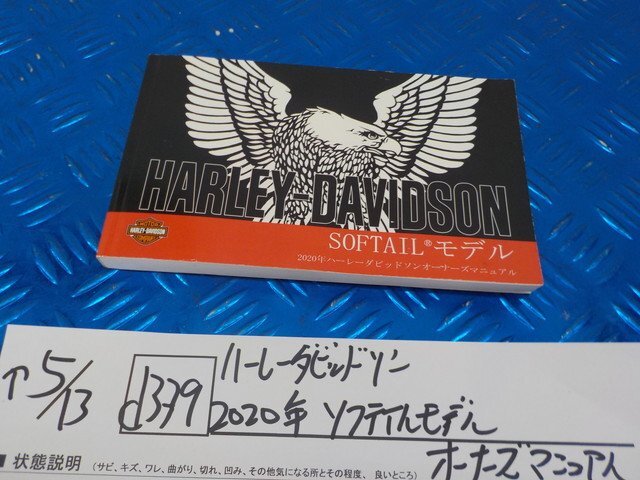 HARLEY-DAVIDSON
SOFTAIL®モデル
2020年ハーレーダビッドソンオーナーズマニュアル
HARLEY-DAVIDSON
↑5/13 d339 ハーレーダビッドソン
2020年 ソフテイルモデル
オーナーズマニュアル
■ 状態説明 (サビ、キズ、ワレ、曲がり、切れ、凹み、その他気になる所とその程度、良いところ)